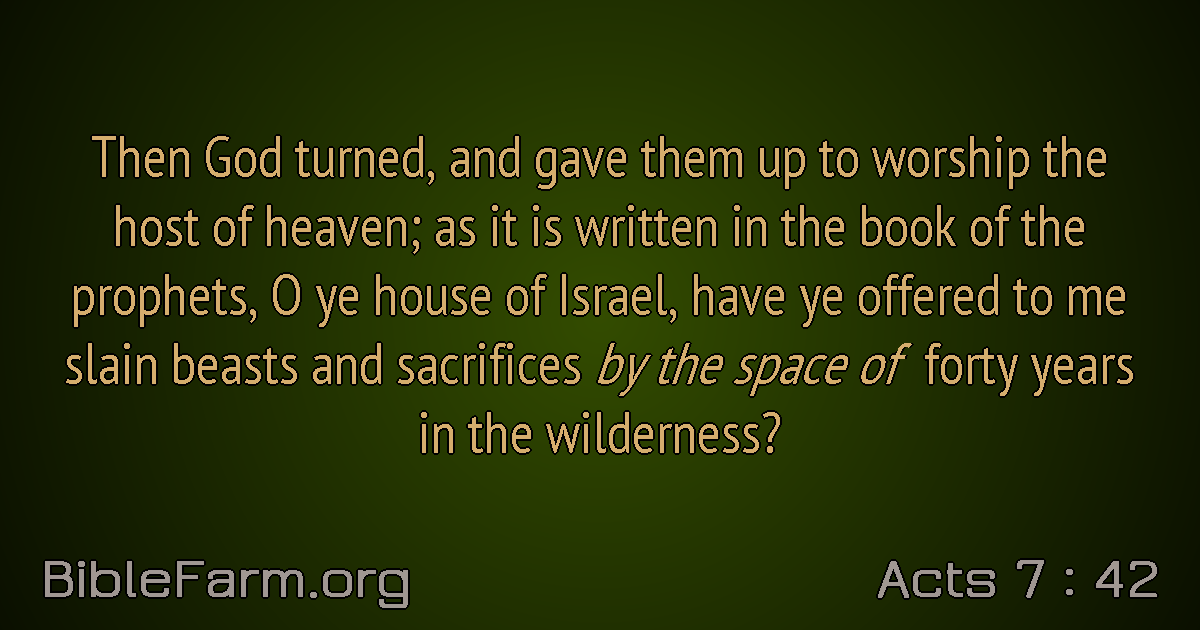 Then God turned, and gave them up to worship the
host of heaven; as it is written in the book of the
prophets, O ye house of Israel, have ye offered to me
slain beasts and sacrifices by the space of forty years
in the wilderness?
BibleFarm.org
Acts 7 : 42